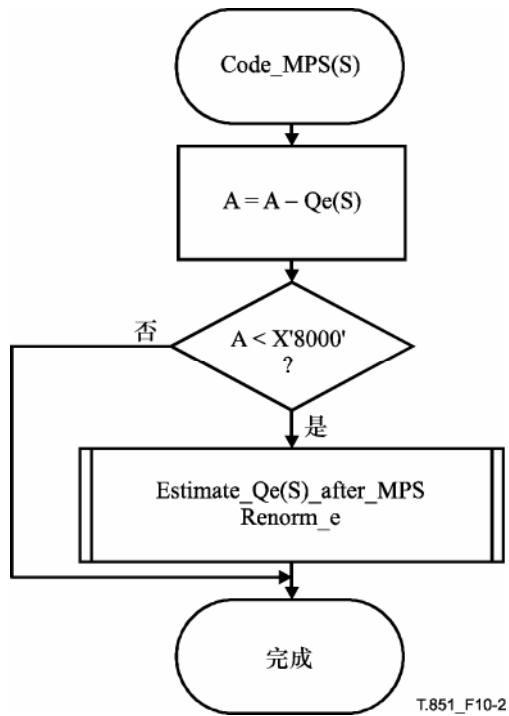 Code_MPS(S)
A = A – Qe(S)
否
A < X'8000'
?
是
Estimate_Qe(S)_after_MPS
Renorm_e
完成
T.851_F10-2